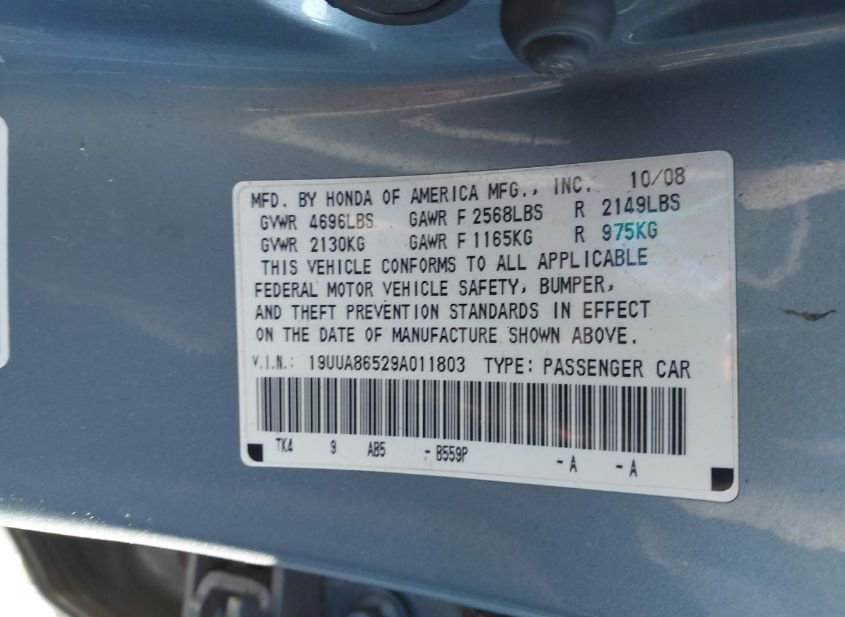 MFD. BY HONDA OF AMERICA MFG., INC. 10/08
GVWR 4696LBS GAWR F 2568LBS R 2149LBS
GVWR 2130KG GAWR F 1165KG R 975KG
THIS VEHICLE CONFORMS TO ALL APPLICABLE
FEDERAL MOTOR VEHICLE SAFETY, BUMPER,
AND THEFT PREVENTION STANDARDS IN EFFECT
ON THE DATE OF MANUFACTURE SHOWN ABOVE.
V.I.N.: 19UUA86529A011803 TYPE: PASSENGER CAR
TK4 9 AB5 - B559P - A - A